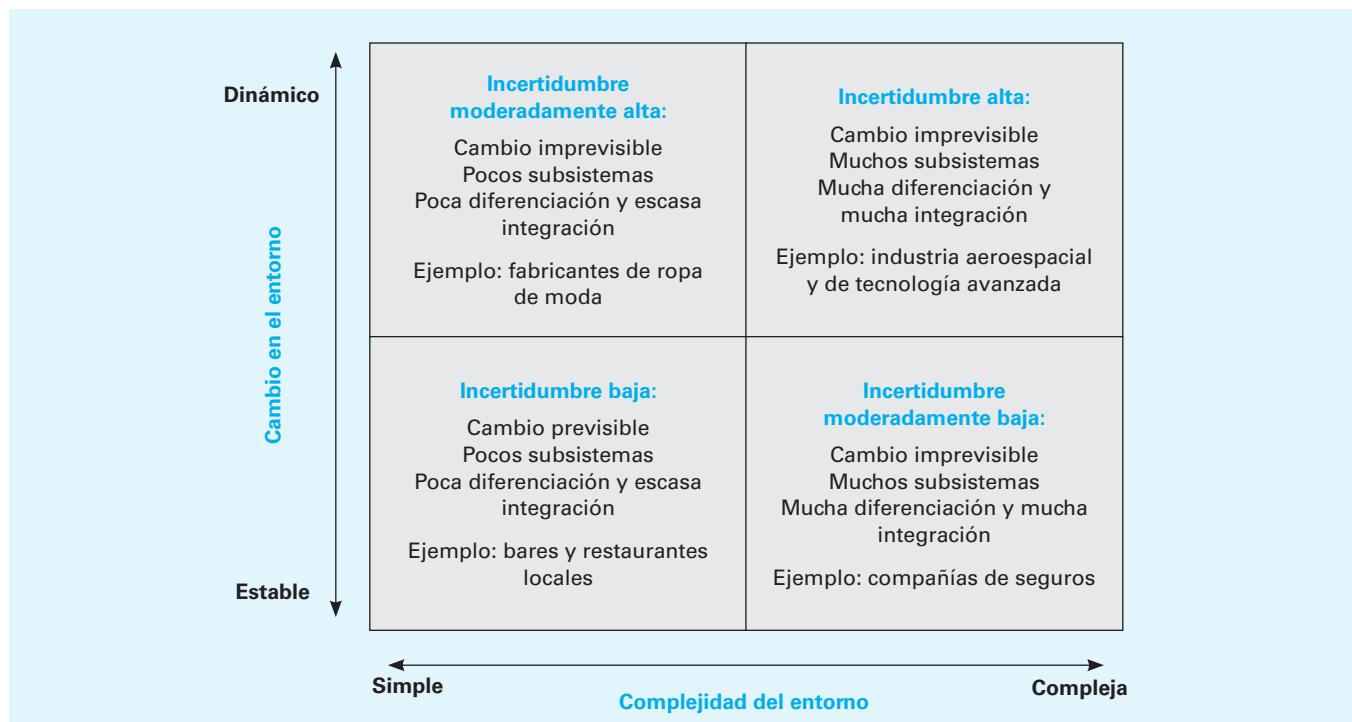 Dinámico
Cambio en el entorno
Estable
Incertidumbre
moderadamente alta:
Cambio imprevisible
Pocos subsistemas
Poca diferenciación y escasa
integración
Ejemplo: fabricantes de ropa
de moda
Incertidumbre alta:
Cambio imprevisible
Muchos subsistemas
Mucha diferenciación y
mucha integración
Ejemplo: industria aeroespacial
y de tecnología avanzada
Incertidumbre baja:
Cambio previsible
Pocos subsistemas
Poca diferenciación y escasa
integración
Ejemplo: bares y restaurantes
locales
Incertidumbre
moderadamente baja:
Cambio imprevisible
Muchos subsistemas
Mucha diferenciación y mucha
integración
Ejemplo: compañías de seguros
Simple
Complejidad del entorno
Compleja